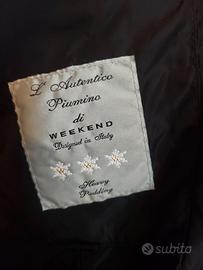 L'Autentico
Piumino
di
WEEKEND
Designed in Italy
Heavy
Padding
subito